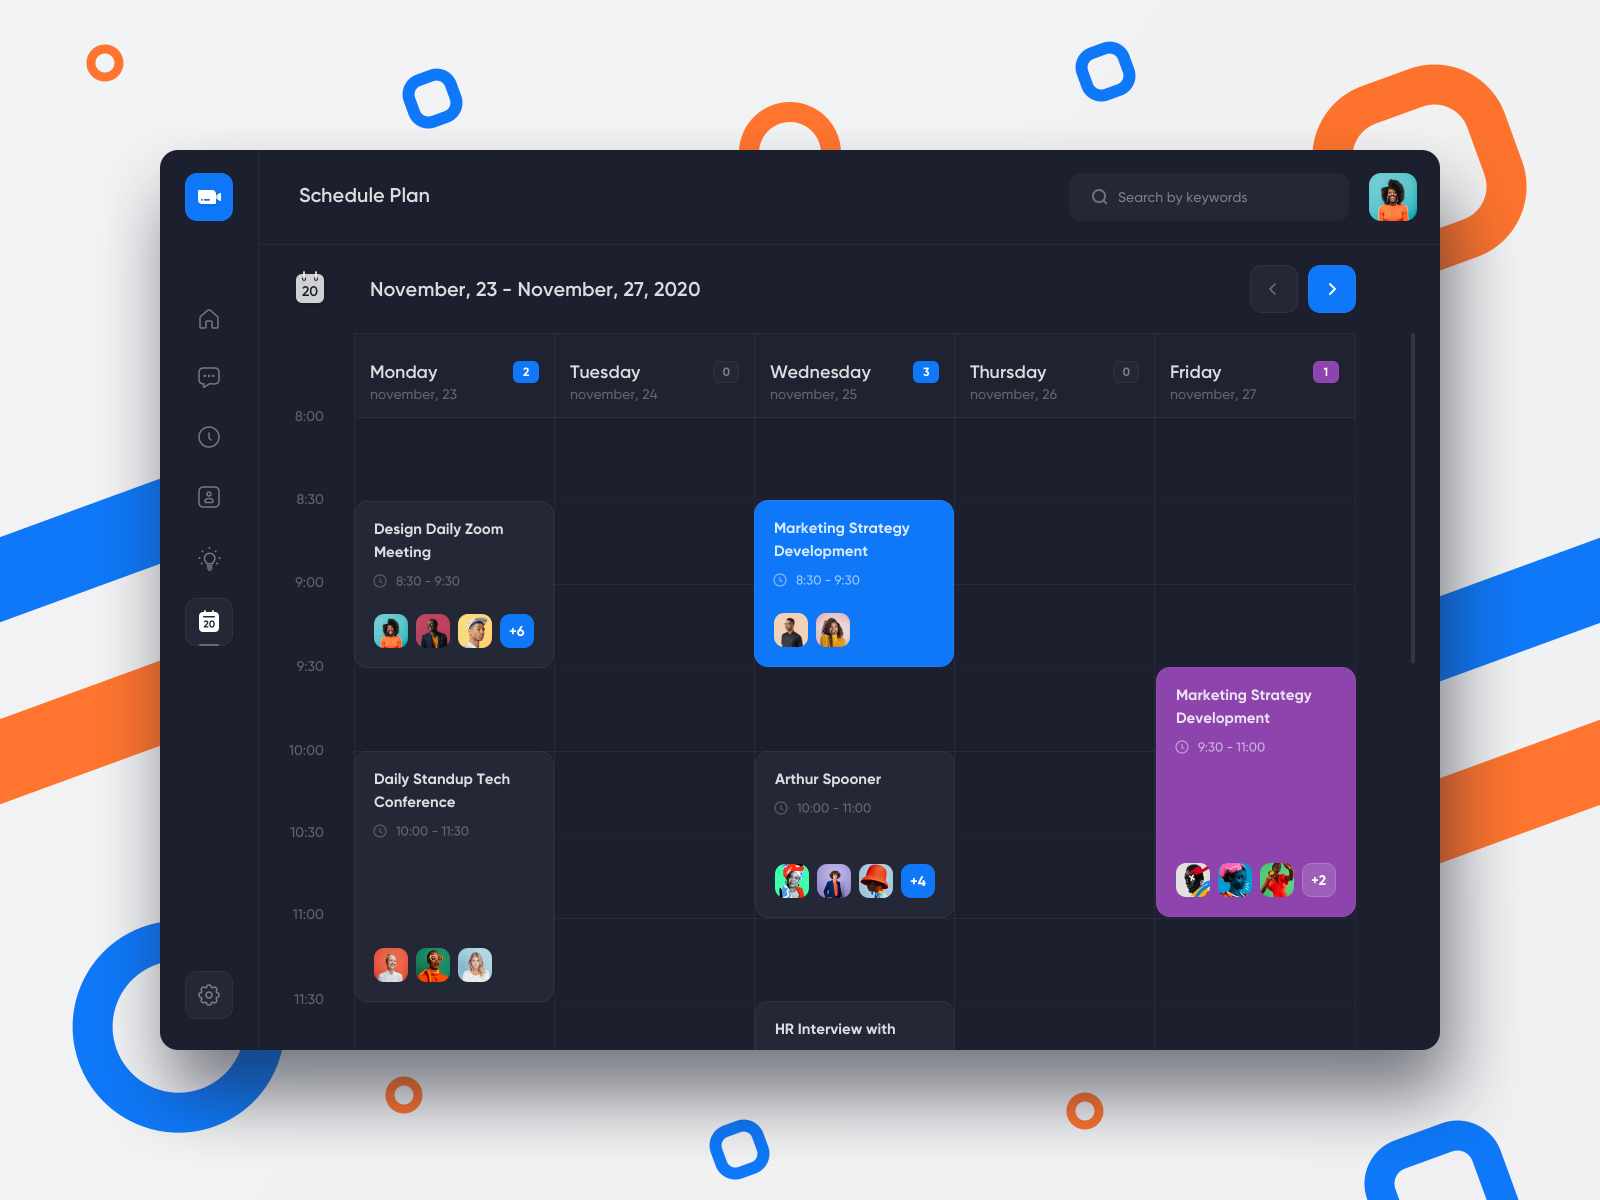 Schedule Plan
Search by keywords
20
November, 23 - November, 27, 2020
Monday
2
november, 23
Tuesday
0
november, 24
Wednesday
3
november, 25
Thursday
0
november, 26
Friday
1
november, 27
8:00
8:30
9:00
9:30
10:00
10:30
11:00
11:30
Design Daily Zoom
Meeting
8:30 - 9:30
+6
Daily Standup Tech
Conference
10:00 - 11:30
Marketing Strategy
Development
8:30 - 9:30
Arthur Spooner
10:00 - 11:00
+4
HR Interview with
Marketing Strategy
Development
9:30 - 11:00
+2
20